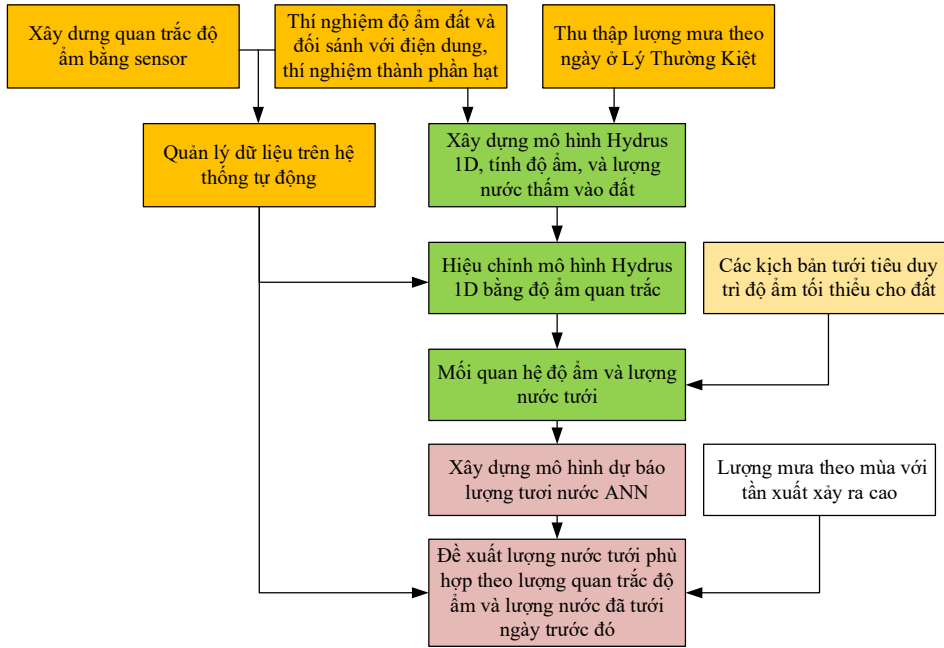 Xây dưng quan trắc độ
ẩm bằng sensor
Thí nghiệm độ ẩm đất và
đối sánh với điện dung,
thí nghiệm thành phần hạt
Thu thập lượng mưa theo
ngày ở Lý Thường Kiệt
Quản lý dữ liệu trên hệ
thống tự động
Xây dựng mô hình Hydrus
1D, tính độ ẩm, và lượng
nước thấm vào đất
Hiệu chỉnh mô hình Hydrus
1D bằng độ ẩm quan trắc
Các kịch bản tưới tiêu duy
trì độ ẩm tối thiểu cho đất
Mối quan hệ độ ẩm và lượng
nước tưới
Xây dựng mô hình dự báo
lượng tươi nước ANN
Lượng mưa theo mùa với
tần xuất xảy ra cao
Đề xuất lượng nước tưới phù
hợp theo lượng quan trắc độ
ẩm và lượng nước đã tưới
ngày trước đó